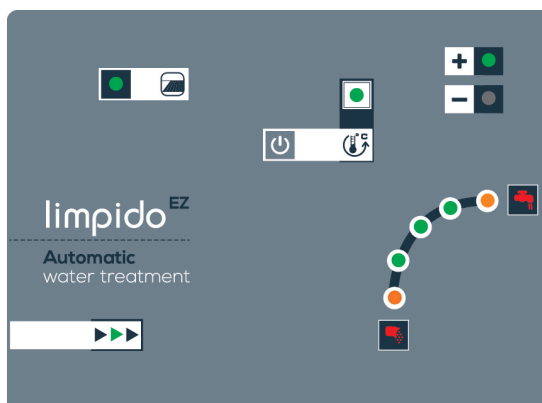 +
−
°C
limpido EZ
Automatic
water treatment